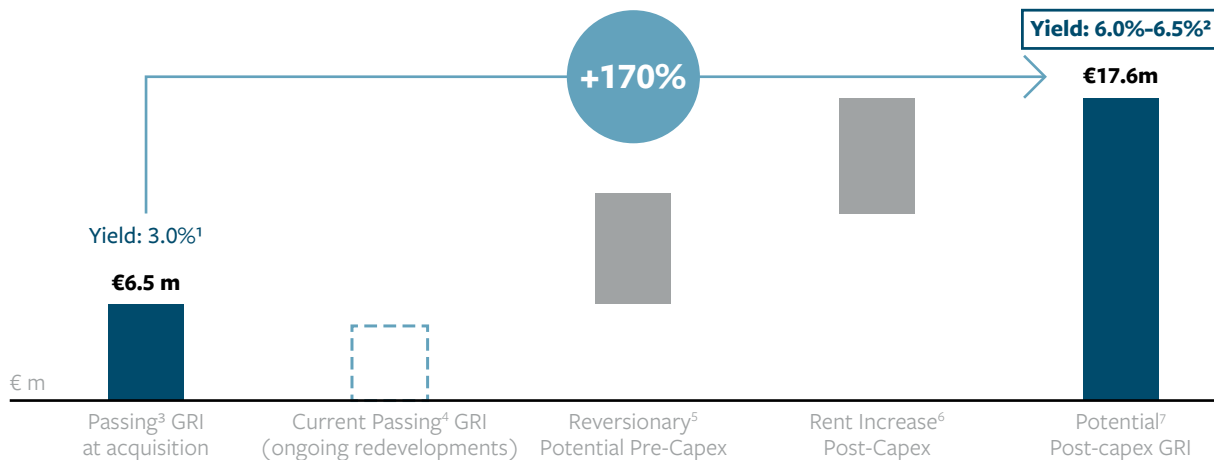 Yield: 6.0%-6.5%²
+170%
€17.6m
Yield: 3.0%¹
€6.5 m
€ m
Passing³ GRI
at acquisition
Current Passing⁴ GRI
(ongoing redevelopments)
Reversionary⁵
Potential Pre-Capex
Rent Increase⁶
Post-Capex
Potential⁷
Post-capex GRI